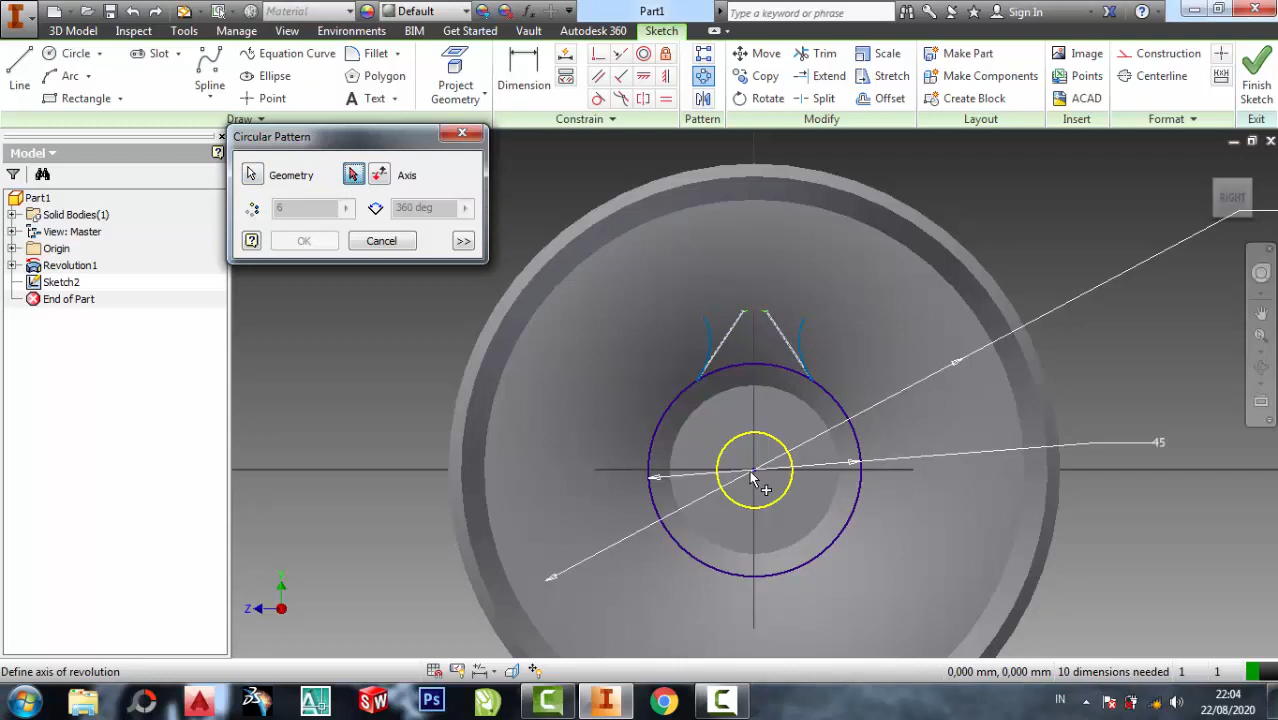 Material
Default
Part1
Type a keyword or phrase
Sign In
3D Model
Inspect
Tools
Manage
View
Environments
BIM
Get Started
Vault
Autodesk 360
Sketch
Line
Circle
Arc
Rectangle
Slot
Spline
Equation Curve
Ellipse
Point
Fillet
Polygon
Text
Project
Geometry
Dimension
Move
Copy
Rotate
Trim
Extend
Split
Scale
Stretch
Offset
Make Part
Make Components
Create Block
Image
Points
ACAD
Construction
Centerline
Finish
Sketch
Draw
Constrain
Pattern
Modify
Layout
Insert
Format
Exit
Model
Part1
Solid Bodies(1)
View: Master
Origin
Revolution1
Sketch2
End of Part
Circular Pattern
Geometry
Axis
6
360 deg
OK
Cancel
>>
RIGHT
45
Y
Z
Define axis of revolution
0,000 mm, 0,000 mm
10 dimensions needed
1
1
IN
22:04
22/08/2020